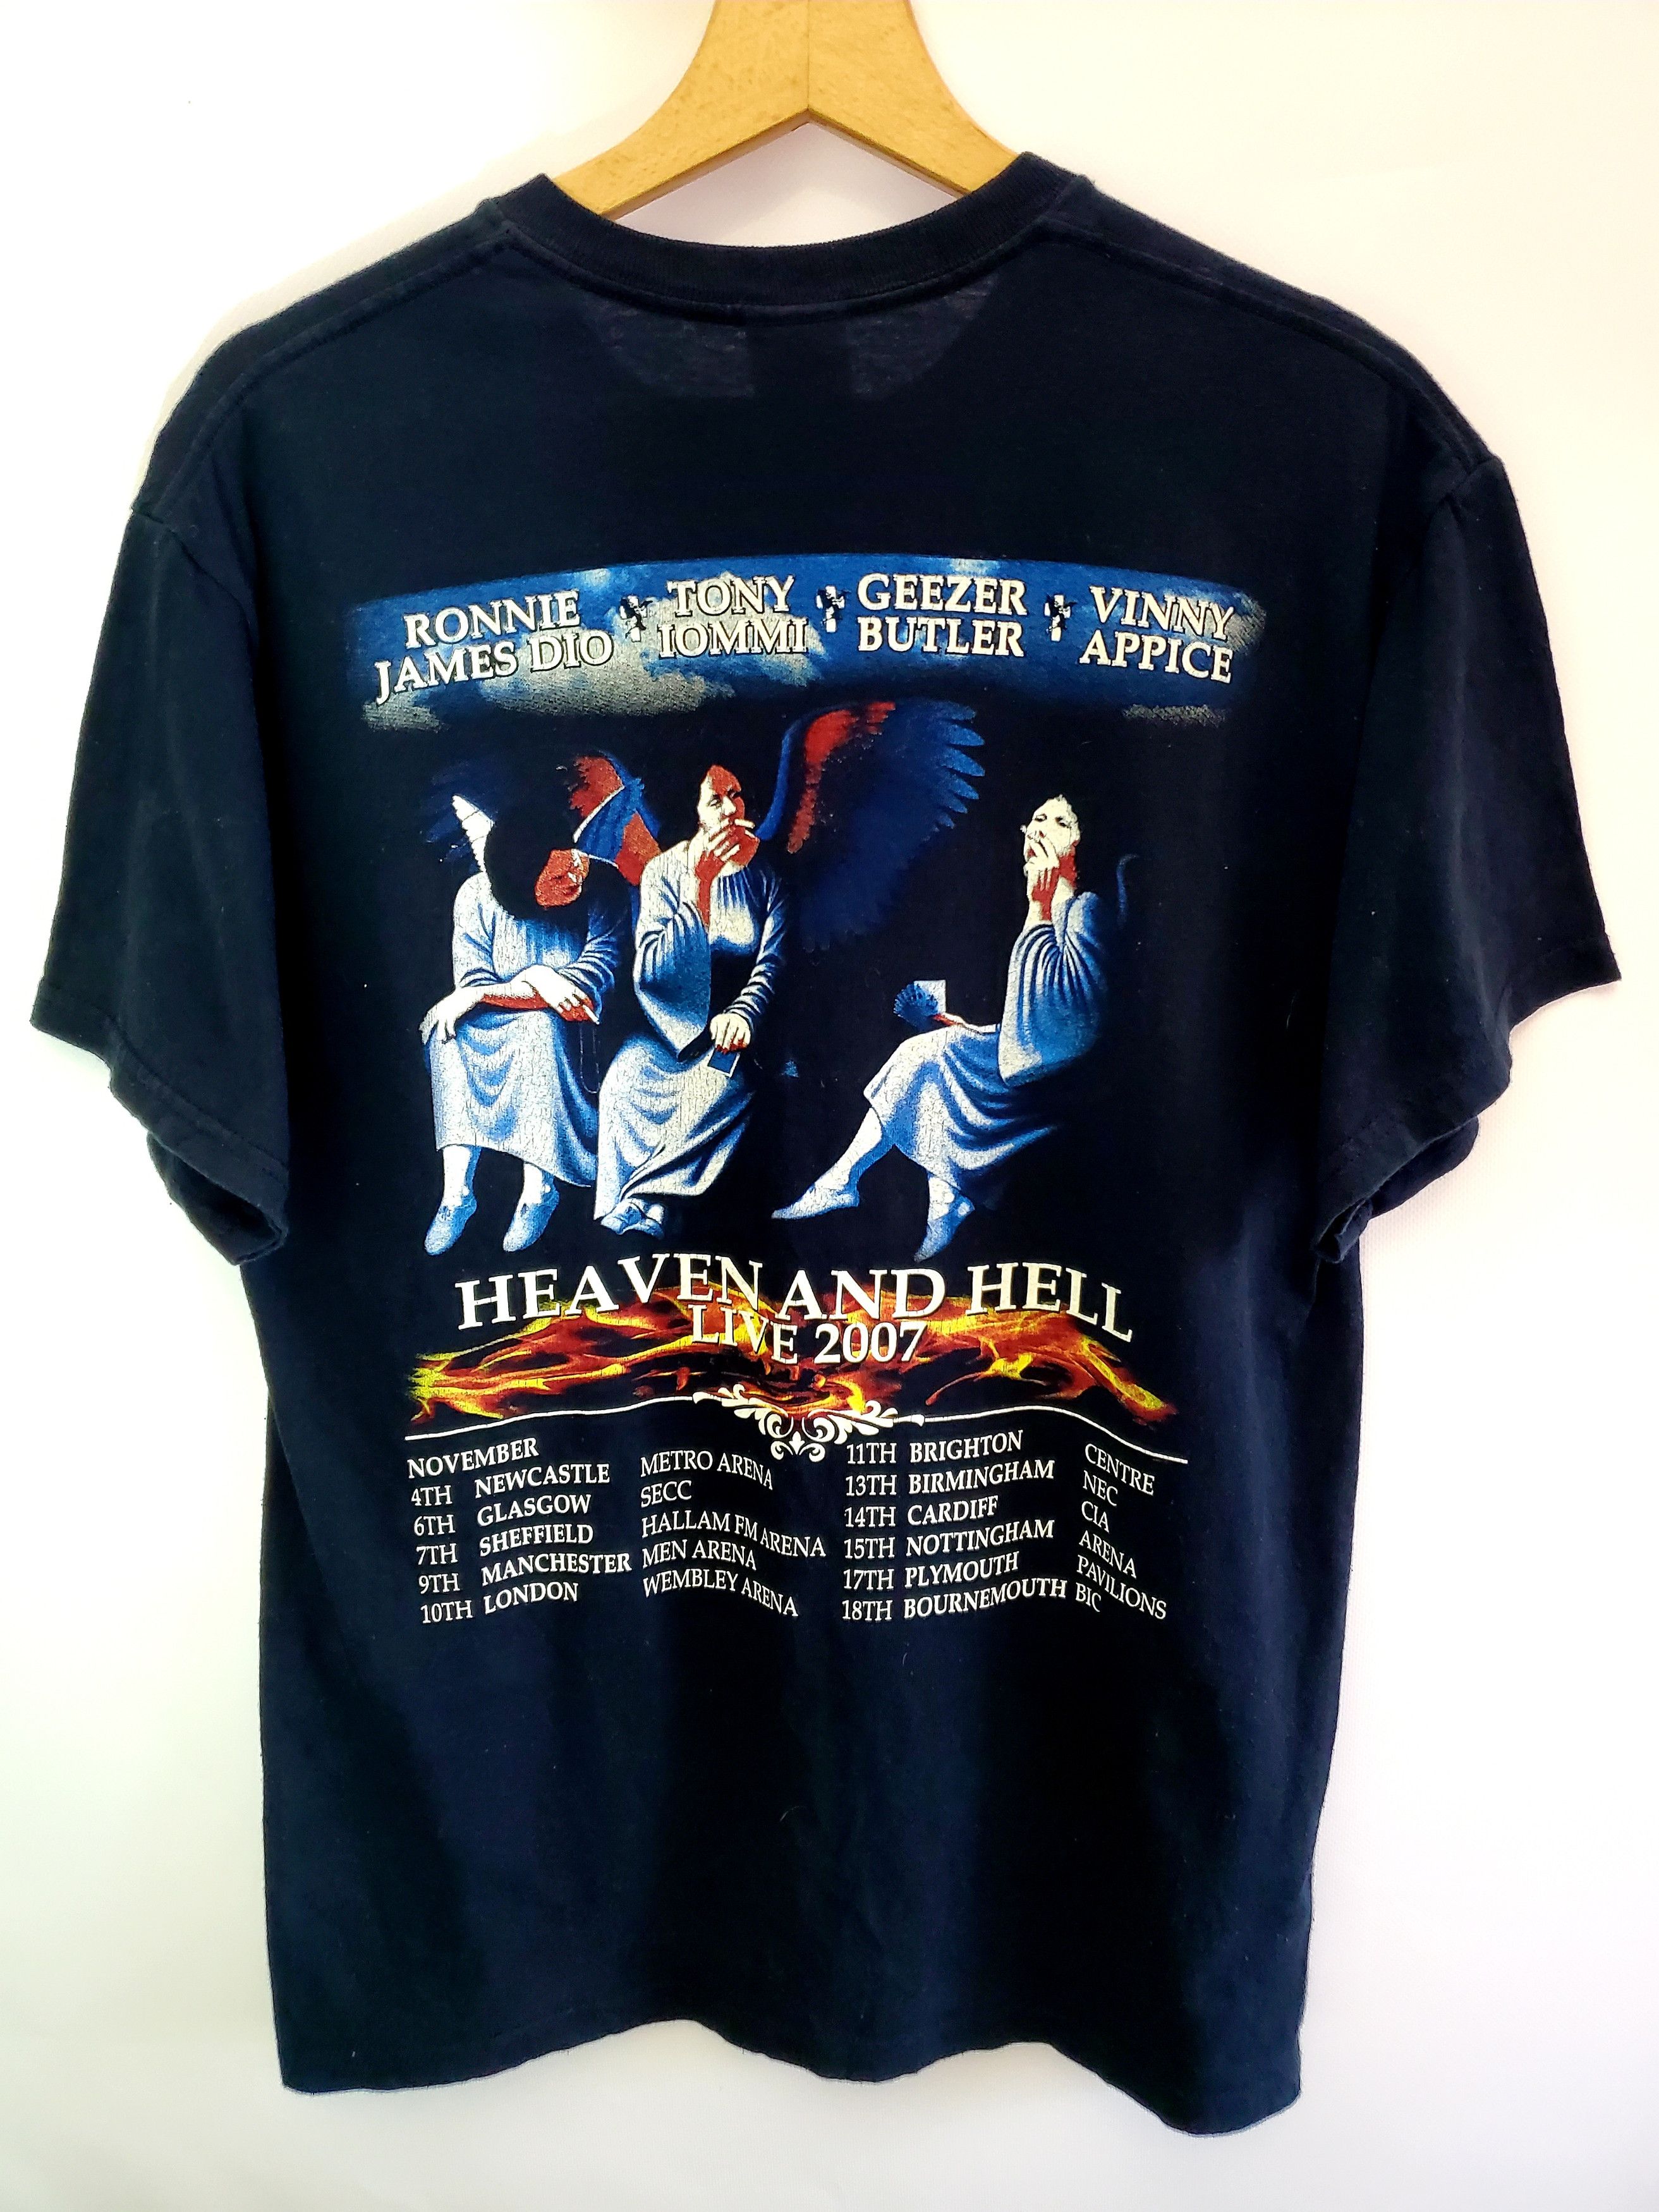 RONNIE JAMES DIO
TONY IOMMI
GEEZER BUTLER
VINNY APPICE
HEAVEN AND HELL
LIVE 2007
NOVEMBER
4TH NEWCASTLE METRO ARENA
6TH GLASGOW SECC
7TH SHEFFIELD HALLAM FM ARENA
9TH MANCHESTER MEN ARENA
10TH LONDON WEMBLEY ARENA
11TH BRIGHTON CENTRE
13TH BIRMINGHAM NEC
14TH CARDIFF CIA
15TH NOTTINGHAM ARENA
17TH PLYMOUTH PAVILIONS
18TH BOURNEMOUTH BIC